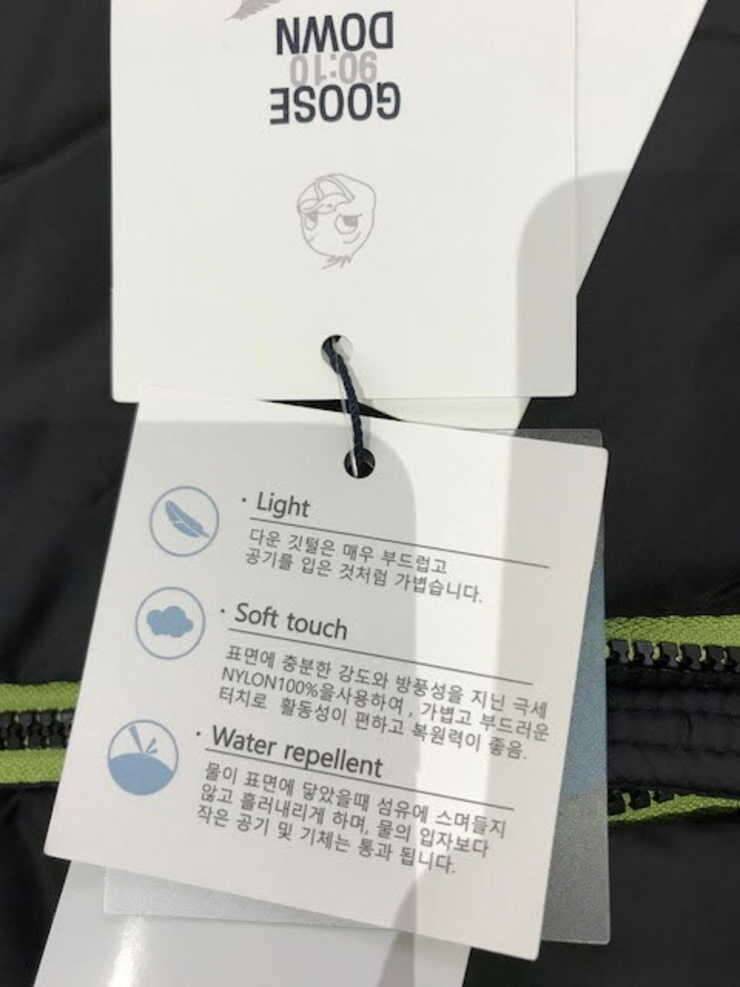 GOOSE
90:10
DOWN
· Light
다운 깃털은 매우 부드럽고
공기를 입은 것처럼 가볍습니다.
· Soft touch
표면에 충분한 강도와 방풍성을 지닌 극세
NYLON100%을사용하여, 가볍고 부드러운
터치로 활동성이 편하고 복원력이 좋음.
· Water repellent
물이 표면에 닿았을때 섬유에 스며들지
않고 흘러내리게 하며, 물의 입자보다
작은 공기 및 기체는 통과 됩니다.